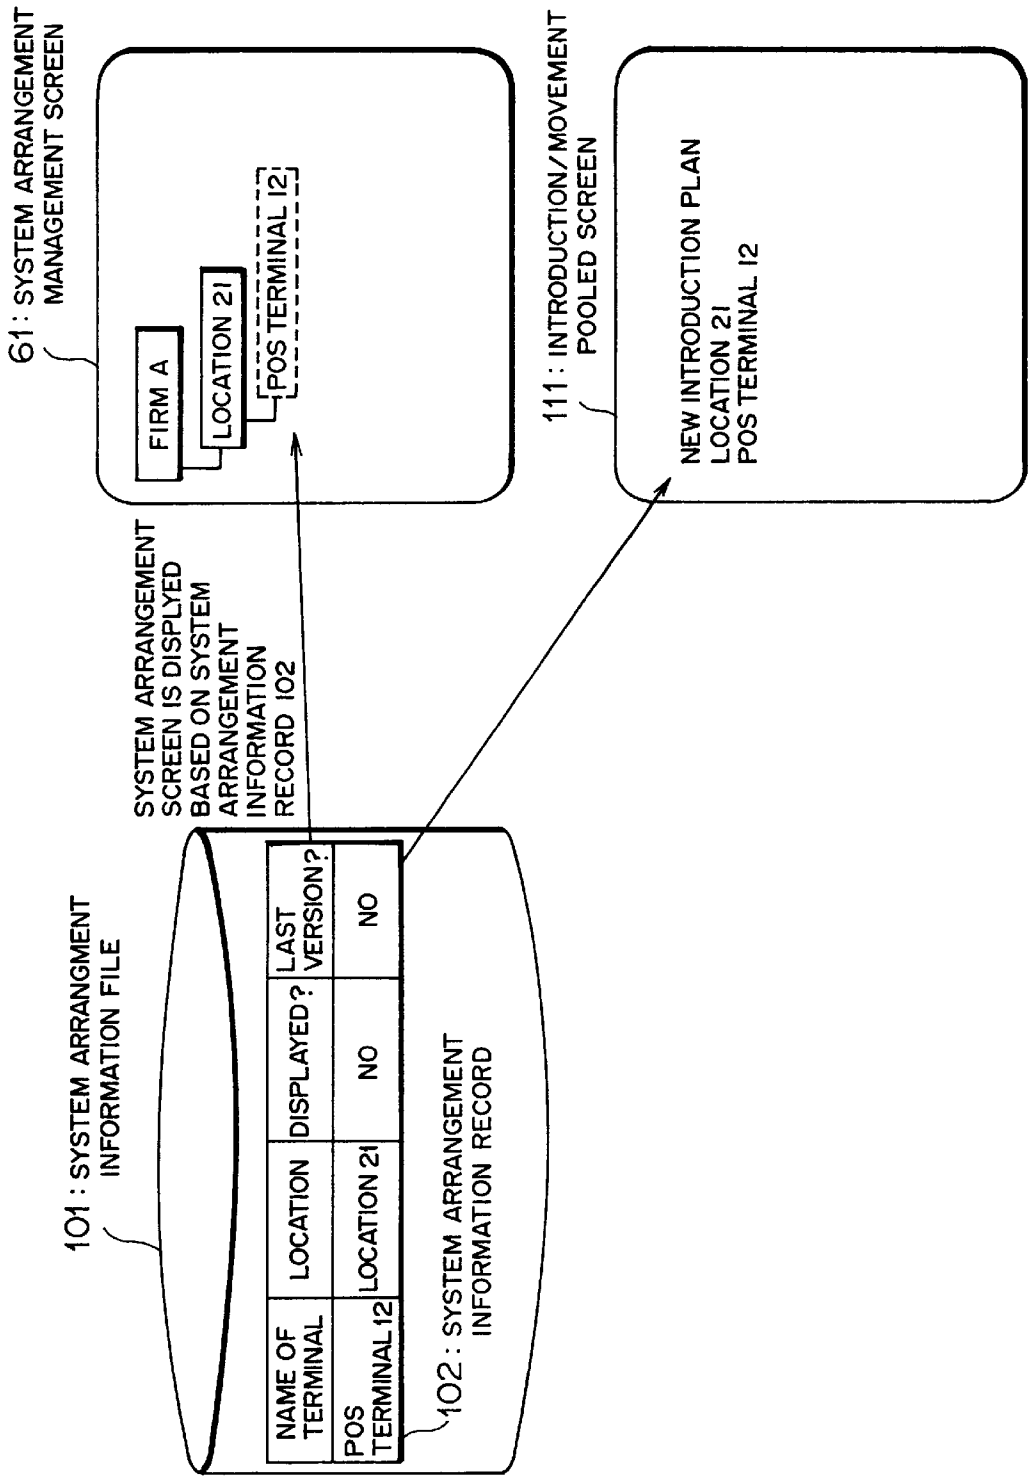 101: SYSTEM ARRANGMENT
INFORMATION FILE
NAME OF
TERMINAL
LOCATION
DISPLAYED?
LAST
VERSION?
POS
TERMINAL 12
LOCATION 21
NO
NO
102: SYSTEM ARRANGEMENT
INFORMATION RECORD
SYSTEM ARRANGEMENT
SCREEN IS DISPLYED
BASED ON SYSTEM
ARRANGEMENT
INFORMATION
RECORD 102
61: SYSTEM ARRANGEMENT
MANAGEMENT SCREEN
FIRM A
LOCATION 21
POS TERMINAL 12
111: INTRODUCTION/MOVEMENT
POOLED SCREEN
NEW INTRODUCTION PLAN
LOCATION 21
POS TERMINAL 12